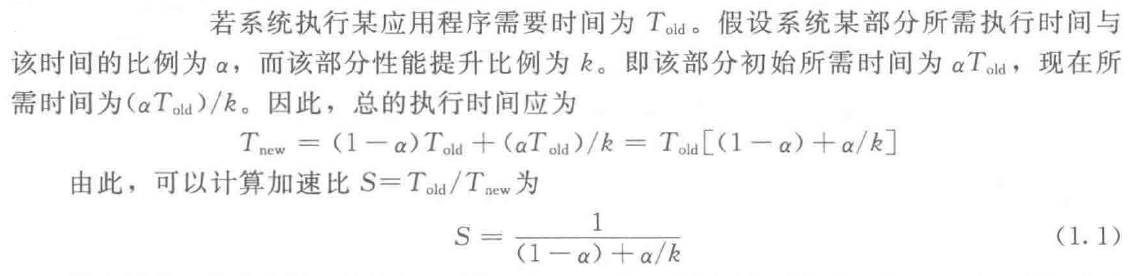 若系统执行某应用程序需要时间为 T_old。假设系统某部分所需执行时间与
该时间的比例为 α，而该部分性能提升比例为 k。即该部分初始所需时间为 αT_old，现在所
需时间为(αT_old)/k。因此，总的执行时间应为
T_new = (1－α)T_old + (αT_old)/k = T_old[(1－α)＋α/k]
由此，可以计算加速比 S=T_old/T_new为
S = 1/((1－α)＋α/k) (1.1)